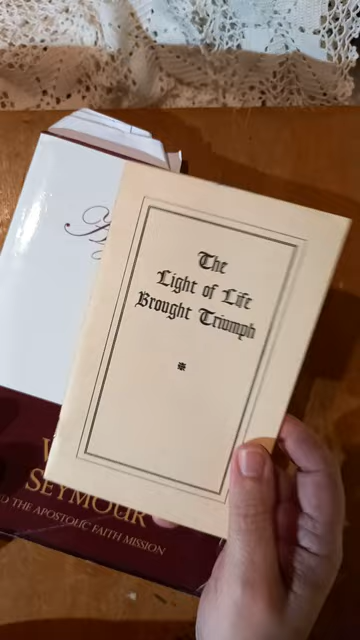 The
Light of Life
Brought Triumph
SEYMOUR
THE APOSTOLIC FAITH MISSION